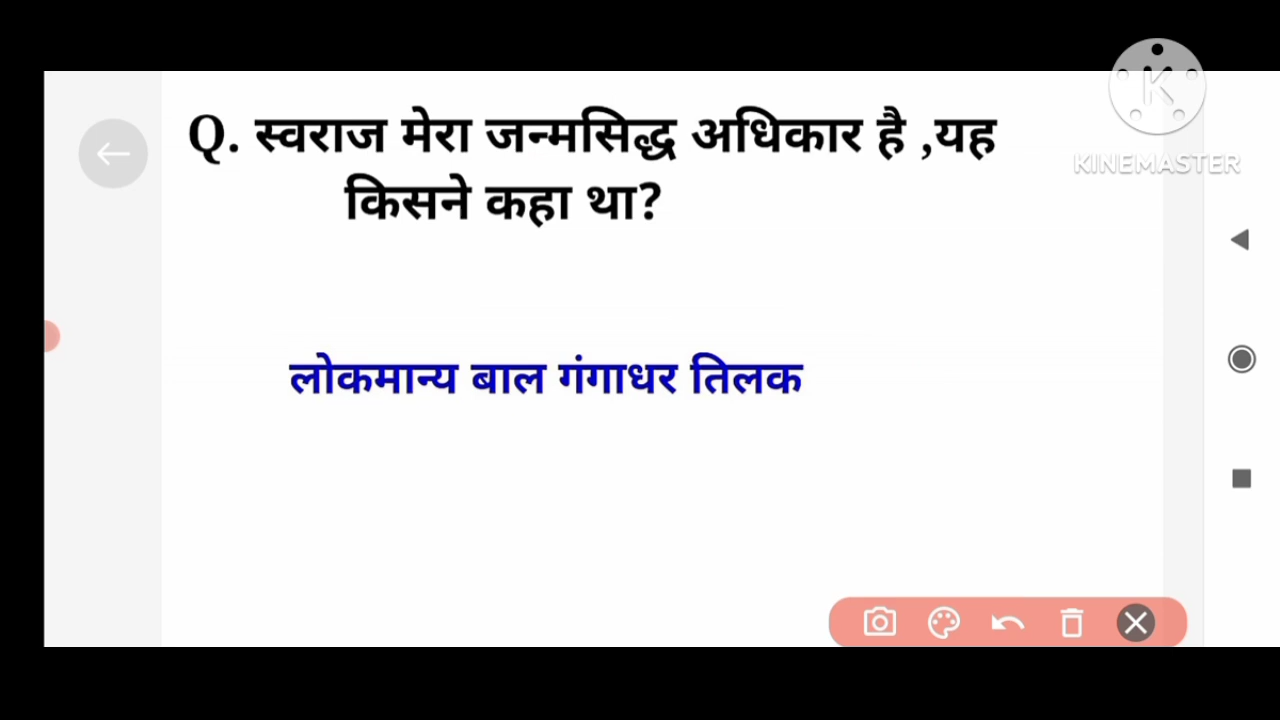 KINEMASTER
Q. स्वराज मेरा जन्मसिद्ध अधिकार है ,यह
किसने कहा था?
लोकमान्य बाल गंगाधर तिलक